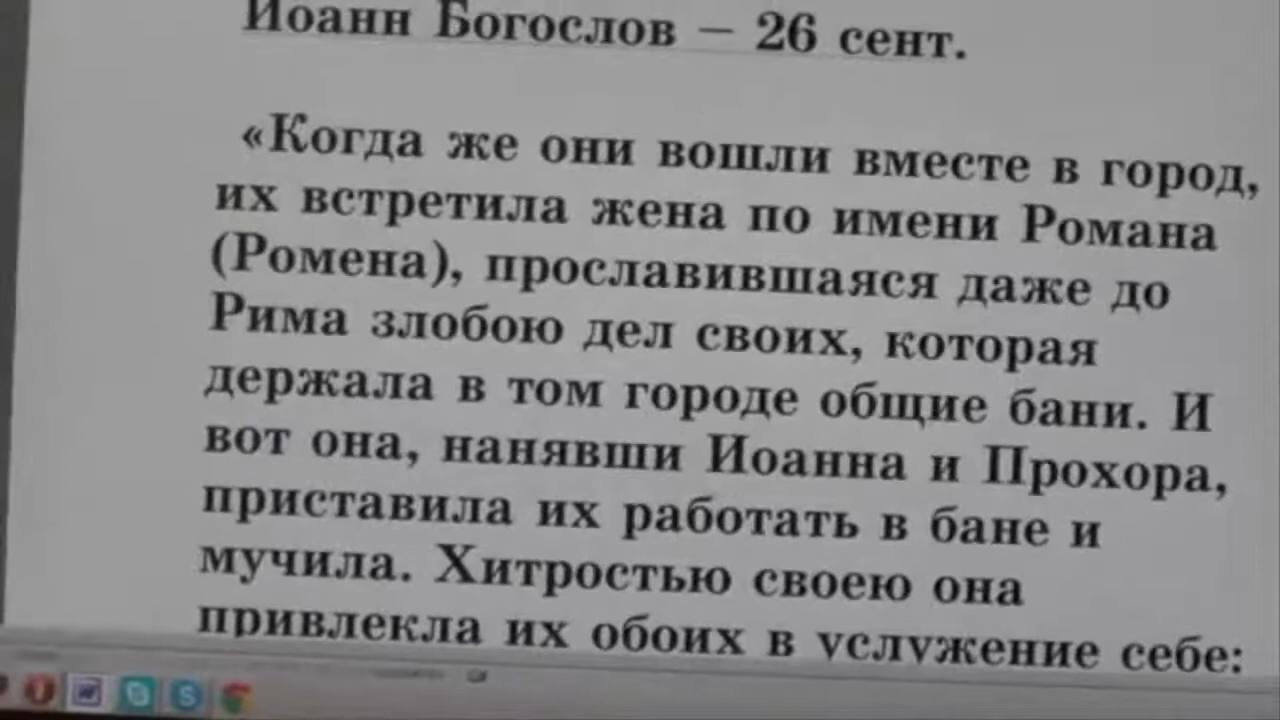 Иоанн Богослов – 26 сент.
«Когда же они вошли вместе в город,
их встретила жена по имени Романа
(Ромена), прославившаяся даже до
Рима злобою дел своих, которая
держала в том городе общие бани. И
вот она, нанявши Иоанна и Прохора,
приставила их работать в бане и
мучила. Хитростью своею она
привлекла их обоих в услужение себе: